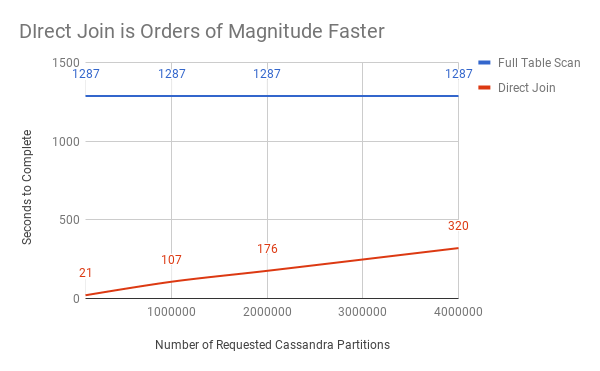 DIrect Join is Orders of Magnitude Faster
1500
1287 1287 1287 1287
Full Table Scan
Direct Join
1000
Seconds to Complete
500
320
176
107
21
0
1000000 2000000 3000000 4000000
Number of Requested Cassandra Partitions